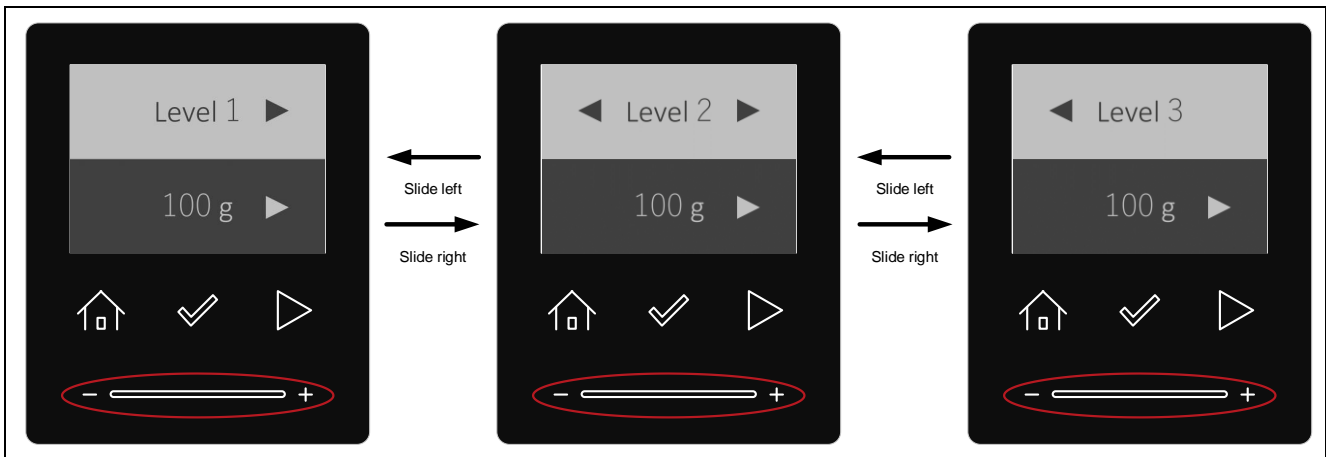 Level 1
100 g
- +
Slide left
Slide right
Level 2
100 g
- +
Slide left
Slide right
Level 3
100 g
- +